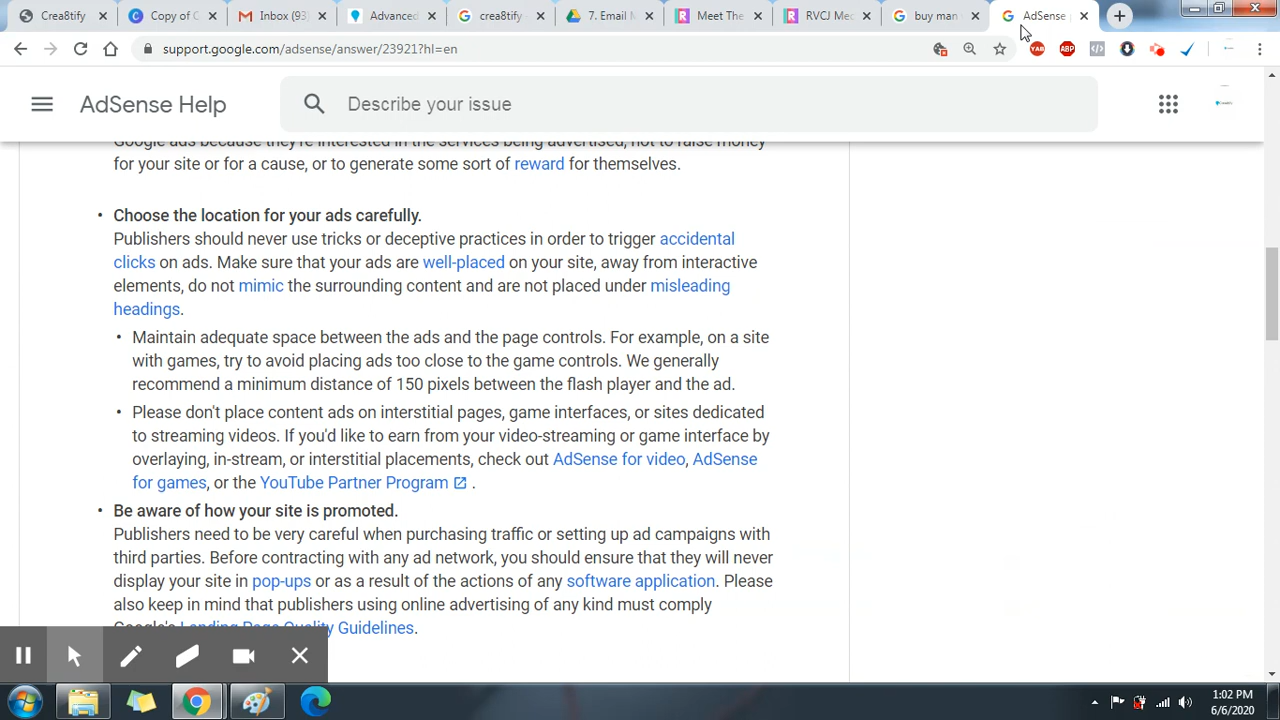 Crea8tify
Copy of C
Inbox (93
Advanced
crea8tify
7. Email M
Meet The
RVCJ Mec
buy man
AdSense
support.google.com/adsense/answer/23921?hl=en
YAB
ABP
AdSense Help
Describe your issue
Google ads because they're interested in the services being advertised, not to raise money
for your site or for a cause, or to generate some sort of reward for themselves.
• Choose the location for your ads carefully.
Publishers should never use tricks or deceptive practices in order to trigger accidental
clicks on ads. Make sure that your ads are well-placed on your site, away from interactive
elements, do not mimic the surrounding content and are not placed under misleading
headings.
• Maintain adequate space between the ads and the page controls. For example, on a site
with games, try to avoid placing ads too close to the game controls. We generally
recommend a minimum distance of 150 pixels between the flash player and the ad.
• Please don't place content ads on interstitial pages, game interfaces, or sites dedicated
to streaming videos. If you'd like to earn from your video-streaming or game interface by
overlaying, in-stream, or interstitial placements, check out AdSense for video, AdSense
for games, or the YouTube Partner Program .
• Be aware of how your site is promoted.
Publishers need to be very careful when purchasing traffic or setting up ad campaigns with
third parties. Before contracting with any ad network, you should ensure that they will never
display your site in pop-ups or as a result of the actions of any software application. Please
also keep in mind that publishers using online advertising of any kind must comply
Google's Landing Page Quality Guidelines.
1:02 PM
6/6/2020